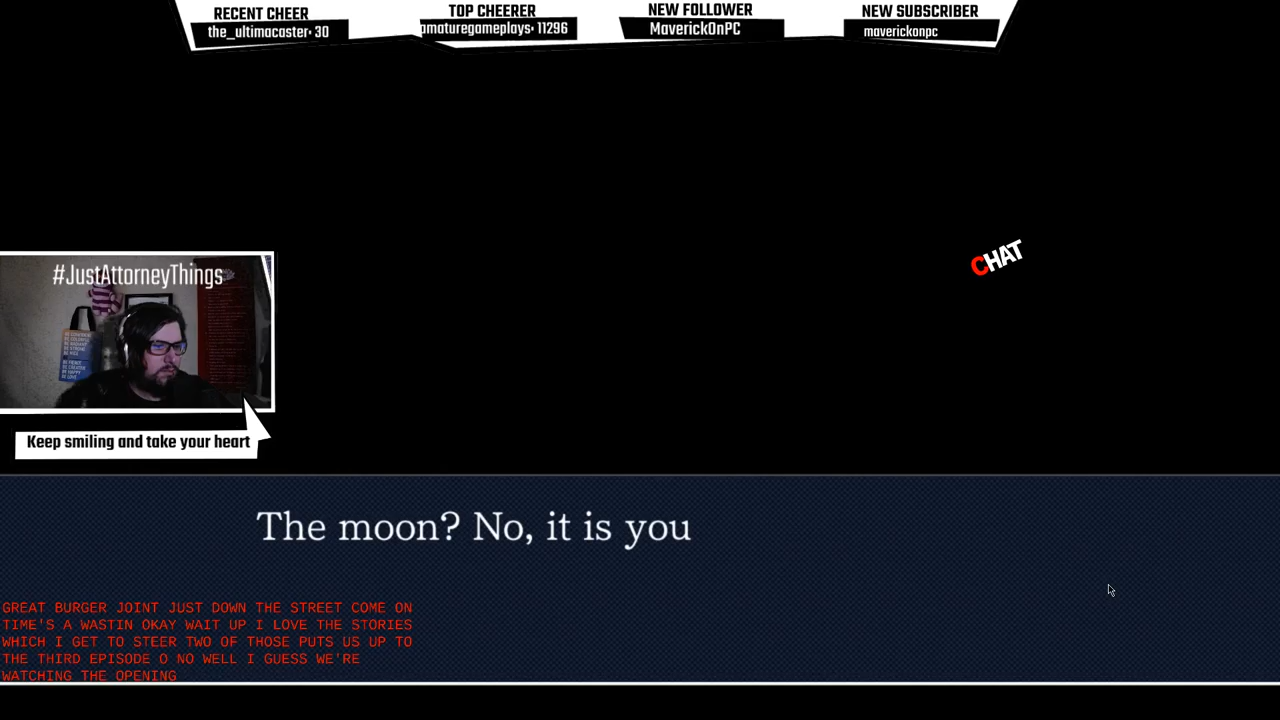 RECENT CHEER
the_ultimacaster: 30
TOP CHEERER
amaturegameplays: 11296
NEW FOLLOWER
MaverickOnPC
NEW SUBSCRIBER
maverickonpc
CHAT
#JustAttorneyThings
Keep smiling and take your heart
The moon? No, it is you
GREAT BURGER JOINT JUST DOWN THE STREET COME ON
TIME'S A WASTIN OKAY WAIT UP I LOVE THE STORIES
WHICH I GET TO STEER TWO OF THOSE PUTS US UP TO
THE THIRD EPISODE O NO WELL I GUESS WE'RE
WATCHING THE OPENING